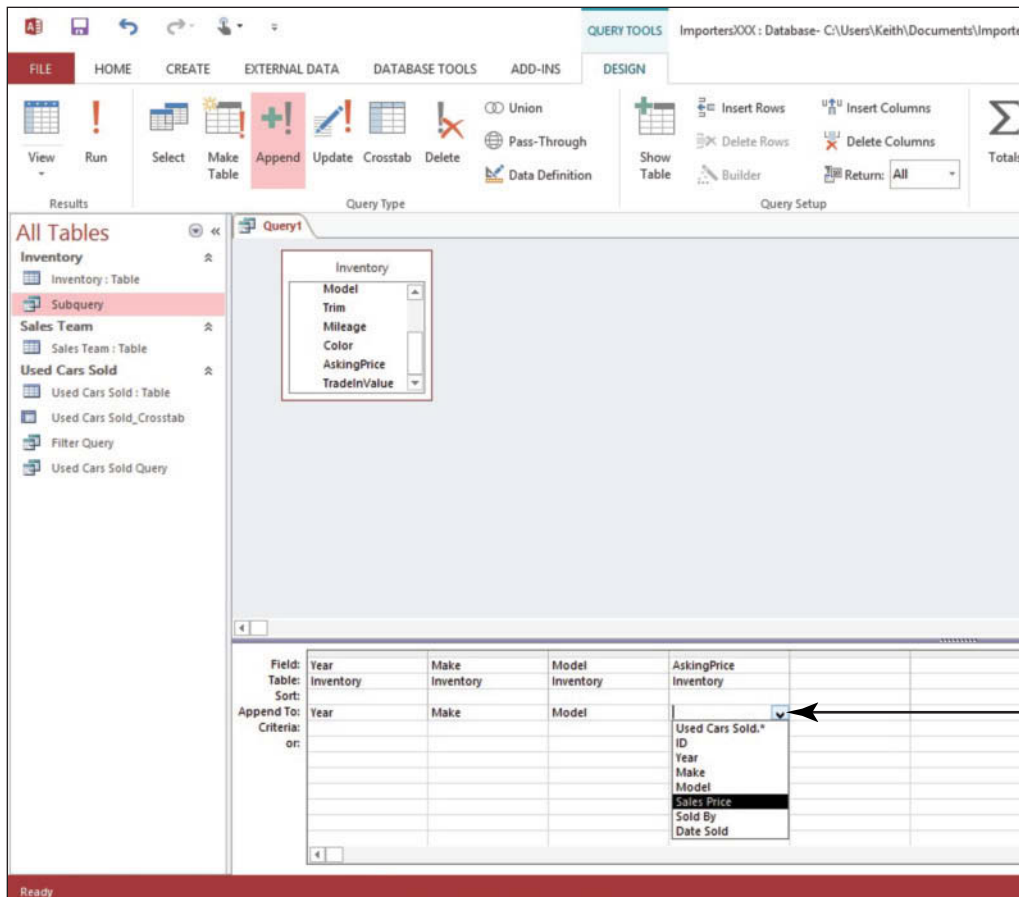 QUERY TOOLS
ImportersXXX : Database- C:\Users\Keith\Documents\Importe
FILE HOME CREATE EXTERNAL DATA DATABASE TOOLS ADD-INS DESIGN
View
Run
Select
Make Table
Append
Update
Crosstab
Delete
Union
Pass-Through
Data Definition
Show Table
Insert Rows
Delete Rows
Builder
Insert Columns
Delete Columns
Return: All
Totals
Results
Query Type
Query Setup
All Tables
Inventory
Inventory : Table
Subquery
Sales Team
Sales Team : Table
Used Cars Sold
Used Cars Sold : Table
Used Cars Sold_Crosstab
Filter Query
Used Cars Sold Query
Query1
Inventory
Model
Trim
Mileage
Color
AskingPrice
TradeInValue
Field: Year Make Model AskingPrice
Table: Inventory Inventory Inventory Inventory
Sort:
Append To: Year Make Model
Criteria:
or:
Used Cars Sold.*
ID
Year
Make
Model
Sales Price
Sold By
Date Sold
Ready